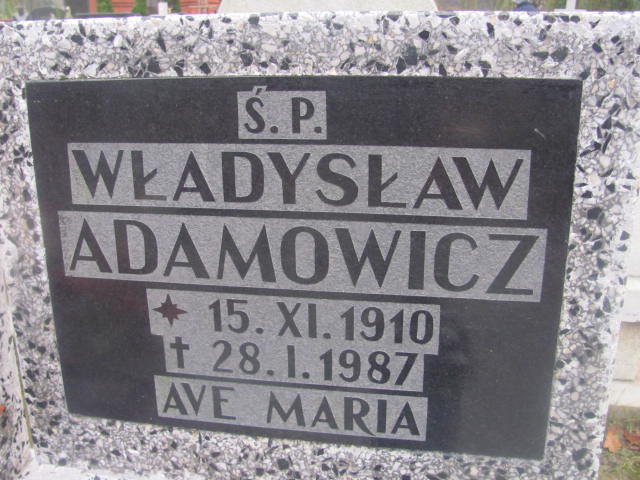 Ś.P.
WŁADYSŁAW
ADAMOWICZ
15.XI.1910
✝ 28.I.1987
AVE MARIA